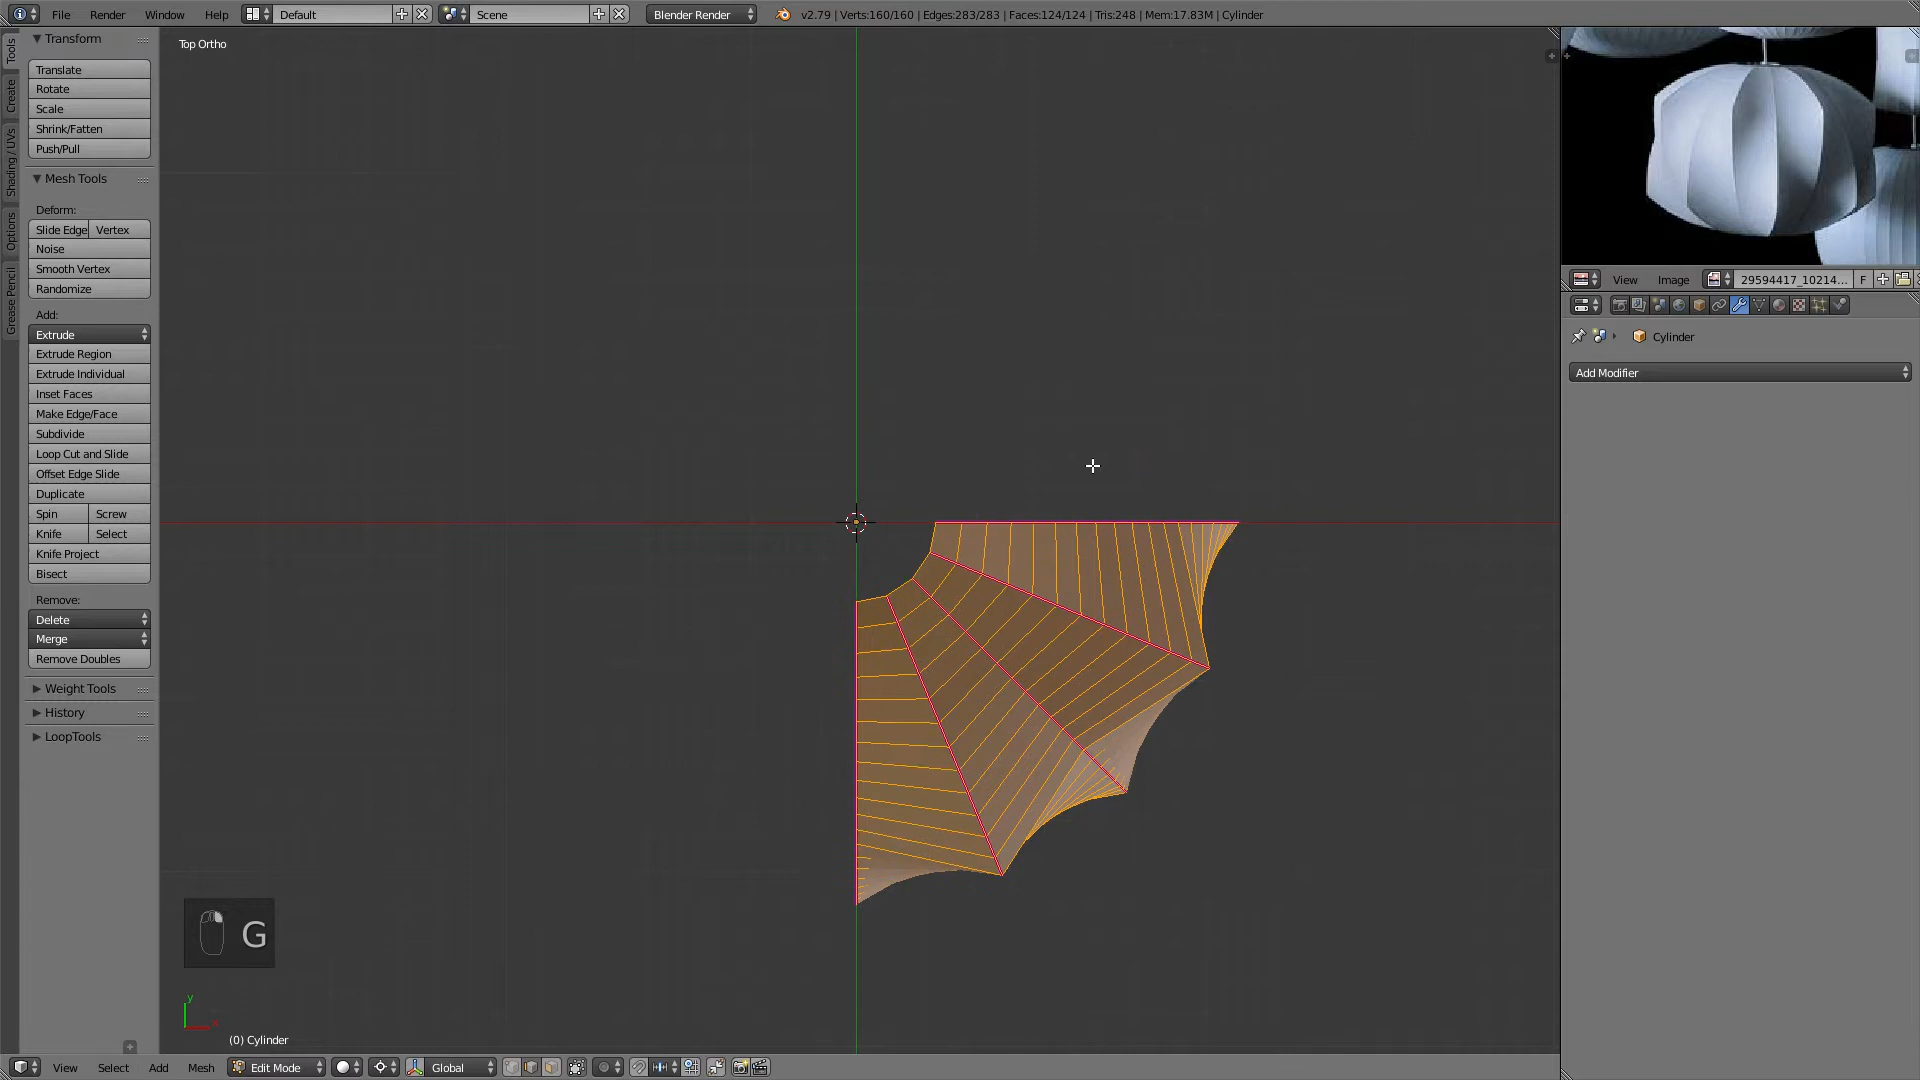 File Render Window Help Default Scene Blender Render v2.79 | Verts:160/160 | Edges:283/283 | Faces:124/124 | Tris:248 | Mem:17.83M | Cylinder
Tools
Create
Shading / UVs
Options
Grease Pencil
Transform
Translate
Rotate
Scale
Shrink/Fatten
Push/Pull
Mesh Tools
Deform:
Slide Edge Vertex
Noise
Smooth Vertex
Randomize
Add:
Extrude
Extrude Region
Extrude Individual
Inset Faces
Make Edge/Face
Subdivide
Loop Cut and Slide
Offset Edge Slide
Duplicate
Spin Screw
Knife Select
Knife Project
Bisect
Remove:
Delete
Merge
Remove Doubles
Weight Tools
History
LoopTools
Top Ortho
G
y
x
(0) Cylinder
View Select Add Mesh Edit Mode Global
View Image 29594417_10214... F
Cylinder
Add Modifier